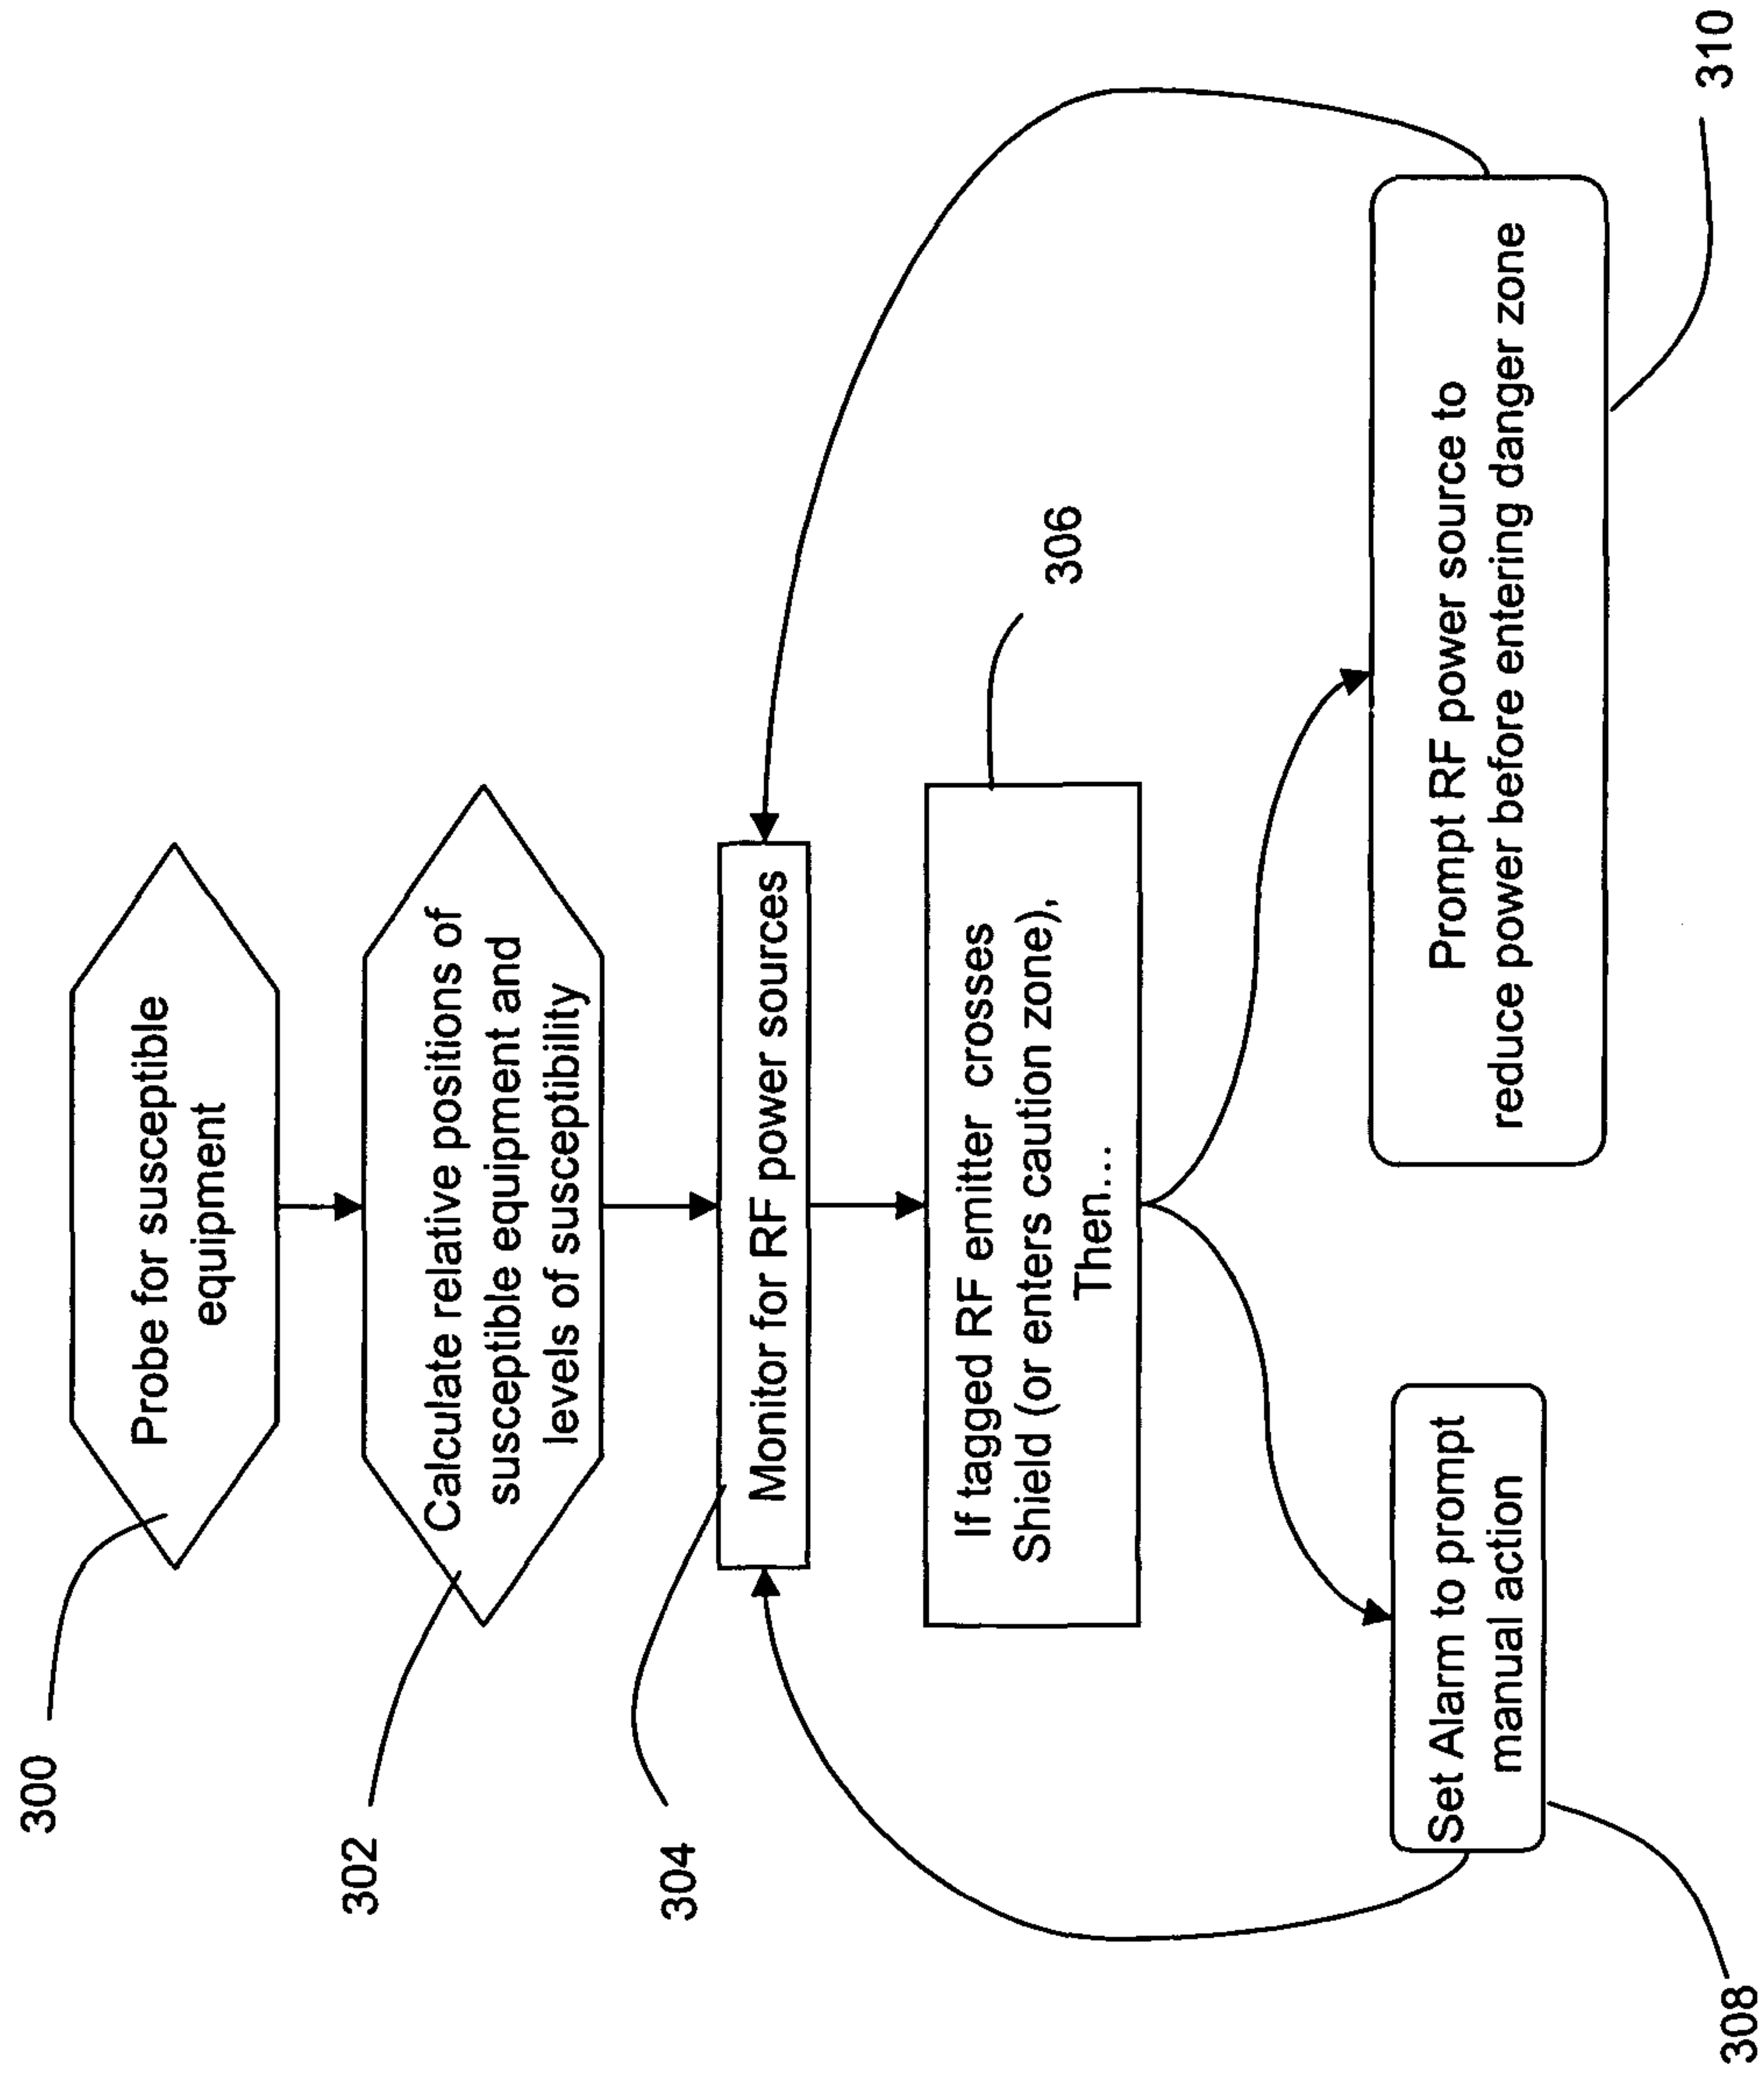 300
Probe for susceptible
equipment
302
Calculate relative positions of
susceptible equipment and
levels of susceptibility
304
Monitor for RF power sources
If tagged RF emitter crosses
Shield (or enters caution zone),
Then...
306
Set Alarm to prompt
manual action
308
Prompt RF power source to
reduce power before entering danger zone
310